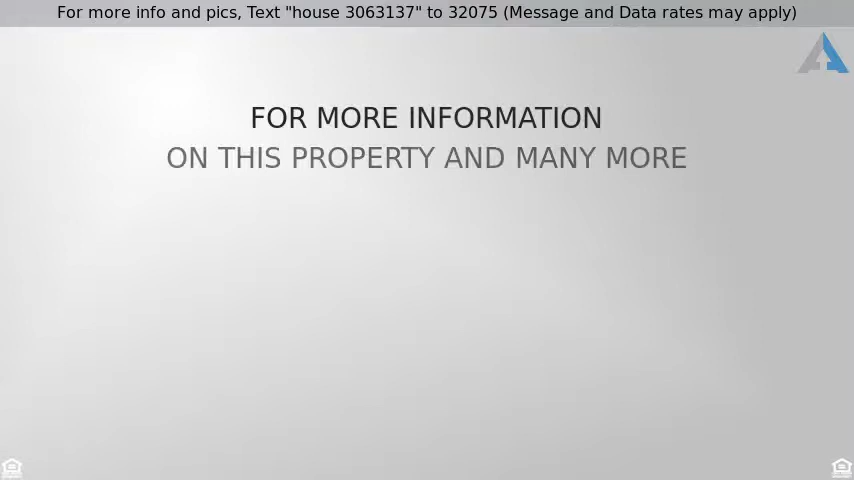 For more info and pics, Text "house 3063137" to 32075 (Message and Data rates may apply)
FOR MORE INFORMATION
ON THIS PROPERTY AND MANY MORE